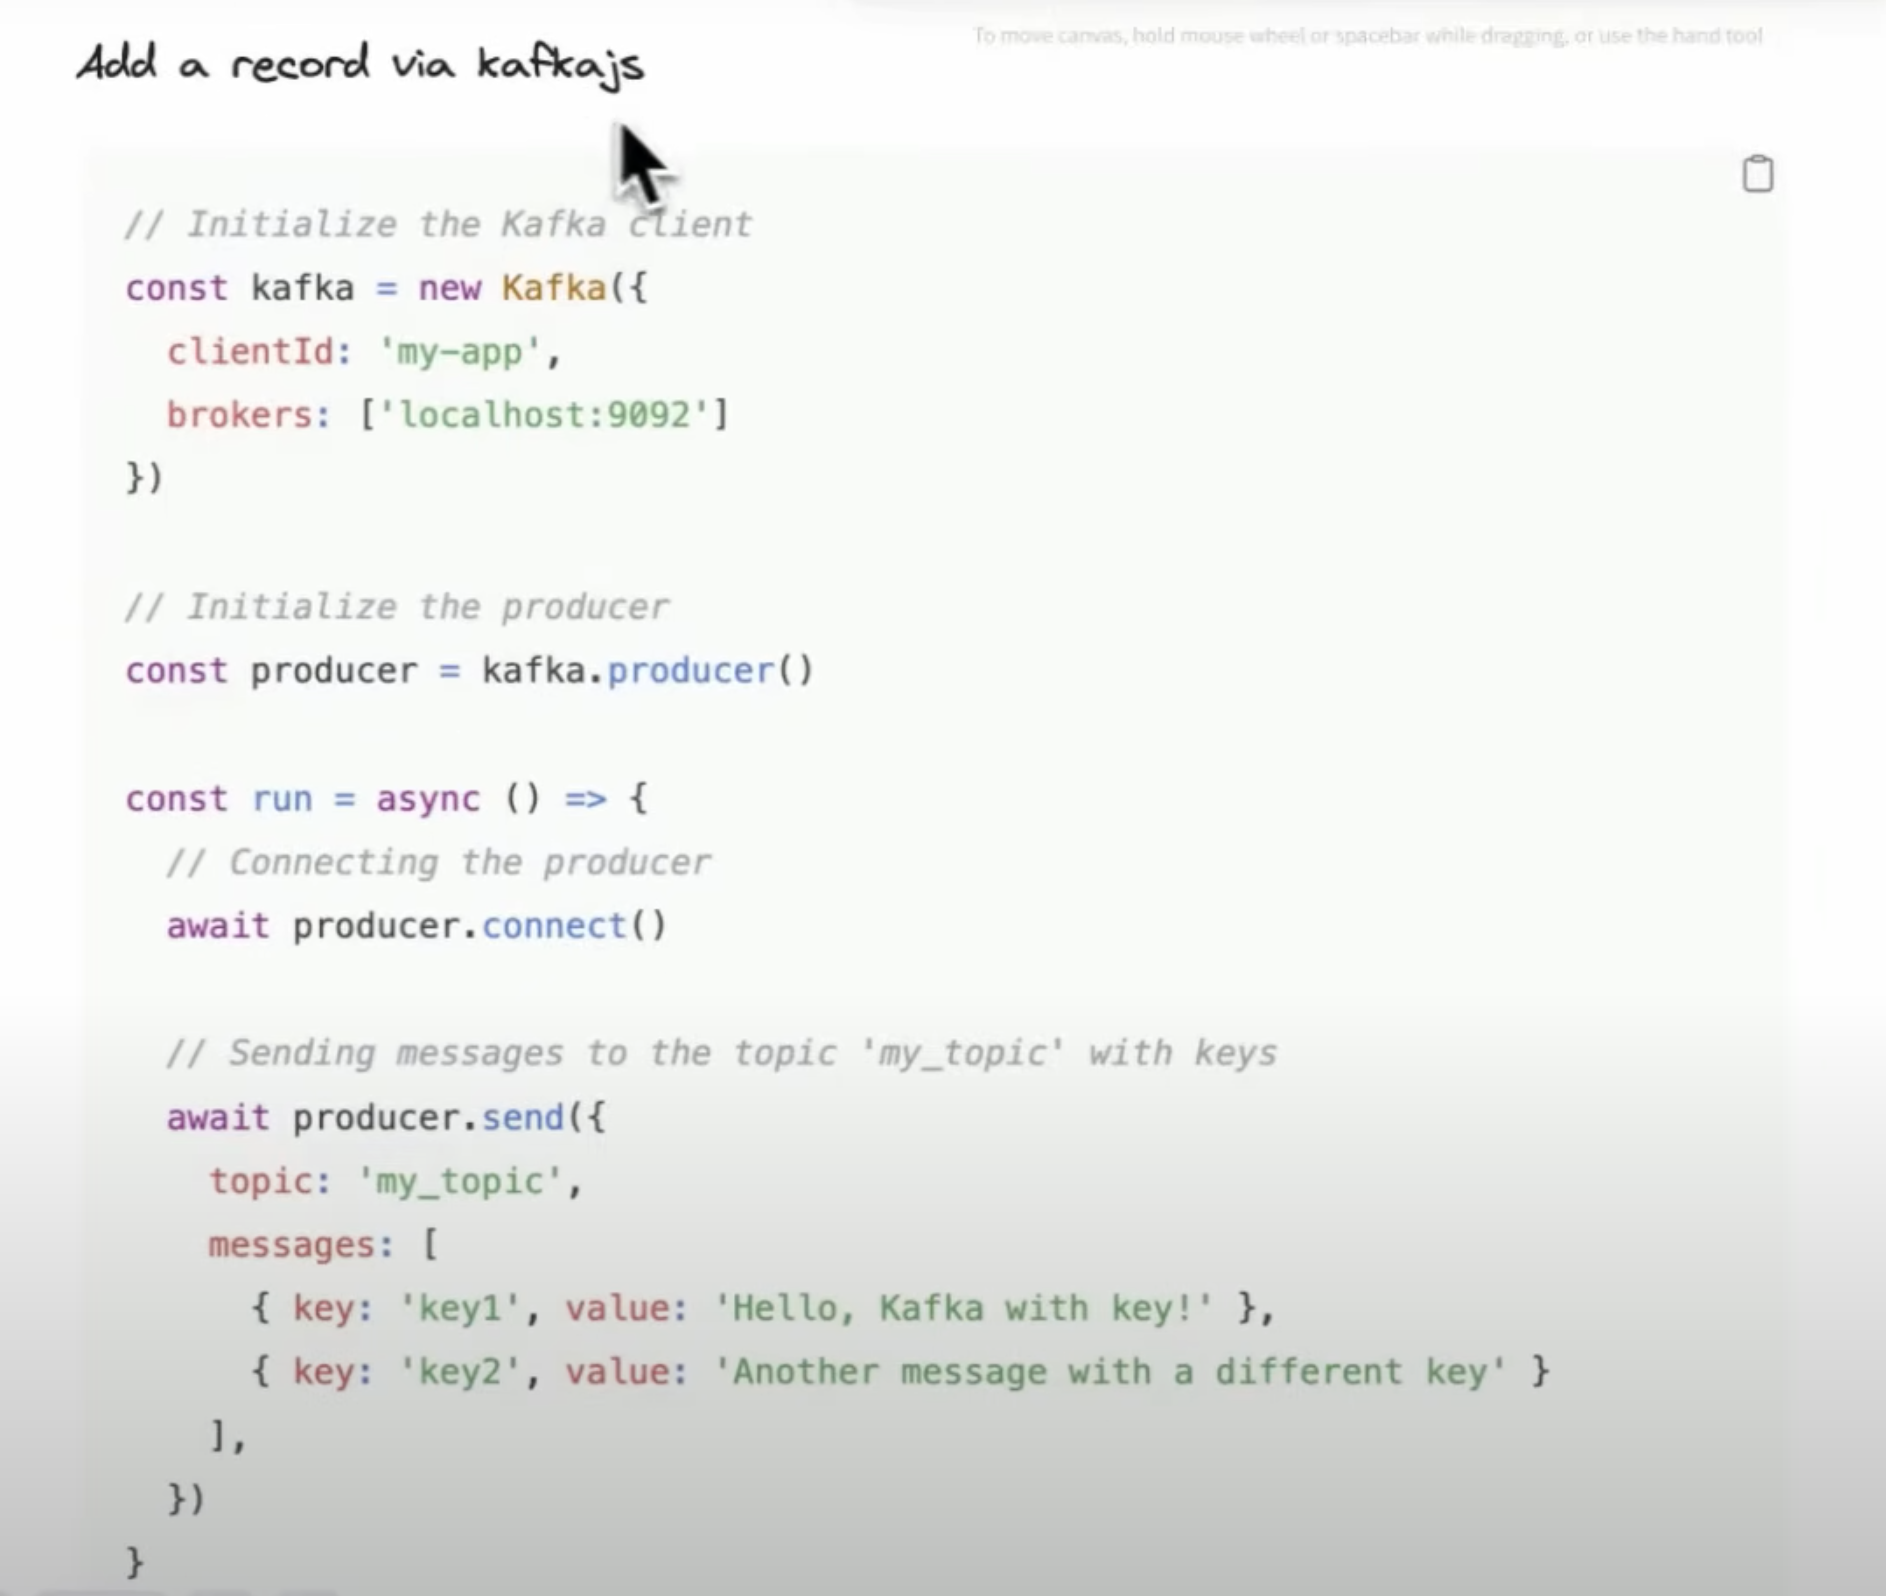 To move canvas, hold mouse wheel or spacebar while dragging, or use the hand tool
Add a record via kafkajs
// Initialize the Kafka client
const kafka = new Kafka({
  clientId: 'my-app',
  brokers: ['localhost:9092']
})
// Initialize the producer
const producer = kafka.producer()
const run = async () => {
  // Connecting the producer
  await producer.connect()
  // Sending messages to the topic 'my_topic' with keys
  await producer.send({
    topic: 'my_topic',
    messages: [
      { key: 'key1', value: 'Hello, Kafka with key!' },
      { key: 'key2', value: 'Another message with a different key' }
    ],
  })
}